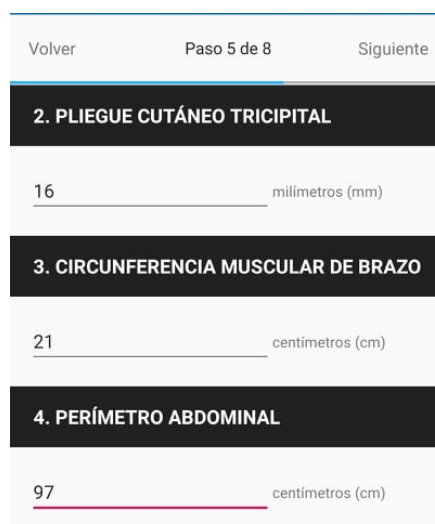 Volver Paso 5 de 8 Siguiente
2. PLIEGUE CUTÁNEO TRICIPITAL
16 milímetros (mm)
3. CIRCUNFERENCIA MUSCULAR DE BRAZO
21 centímetros (cm)
4. PERÍMETRO ABDOMINAL
97 centímetros (cm)